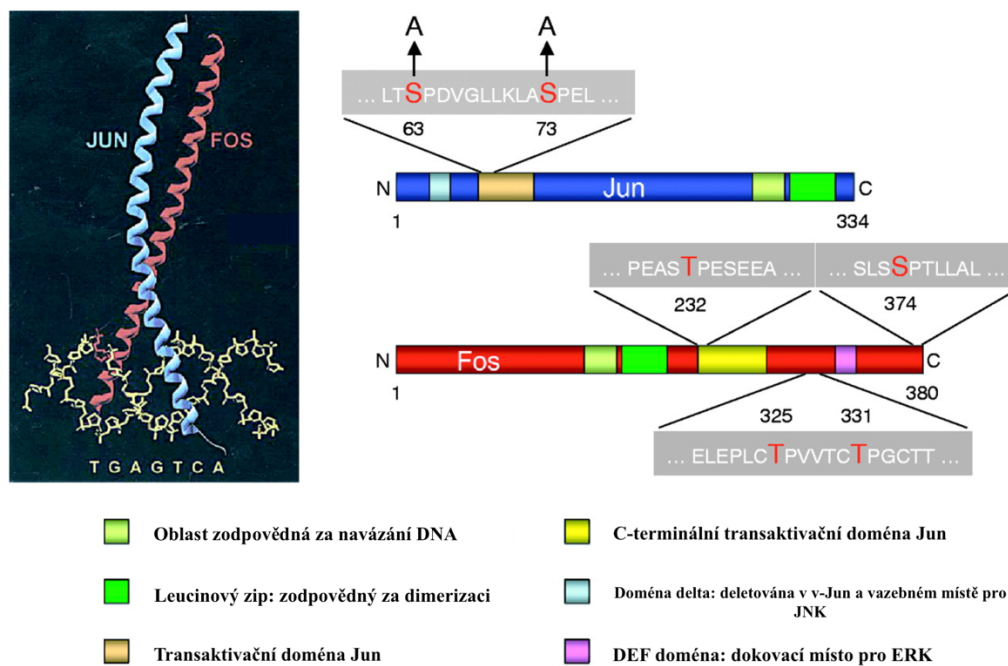 JUN
FOS
TGAGTCA
A A
... LTSPDVGLLKLASPEL ...
63 73
N Jun C
1 334
... PEASTPESEEA ... ... SLSSPTLLAL ...
232 374
N Fos C
1 380
325 331
... ELEPLCTPVVTCTPGCTT ...
Oblast zodpovědná za navázání DNA
Leucinový zip: zodpovědný za dimerizaci
Transaktivační doména Jun
C-terminální transaktivační doména Jun
Doména delta: deletována v v-Jun a vazebném místě pro
JNK
DEF doména: dokovací místo pro ERK